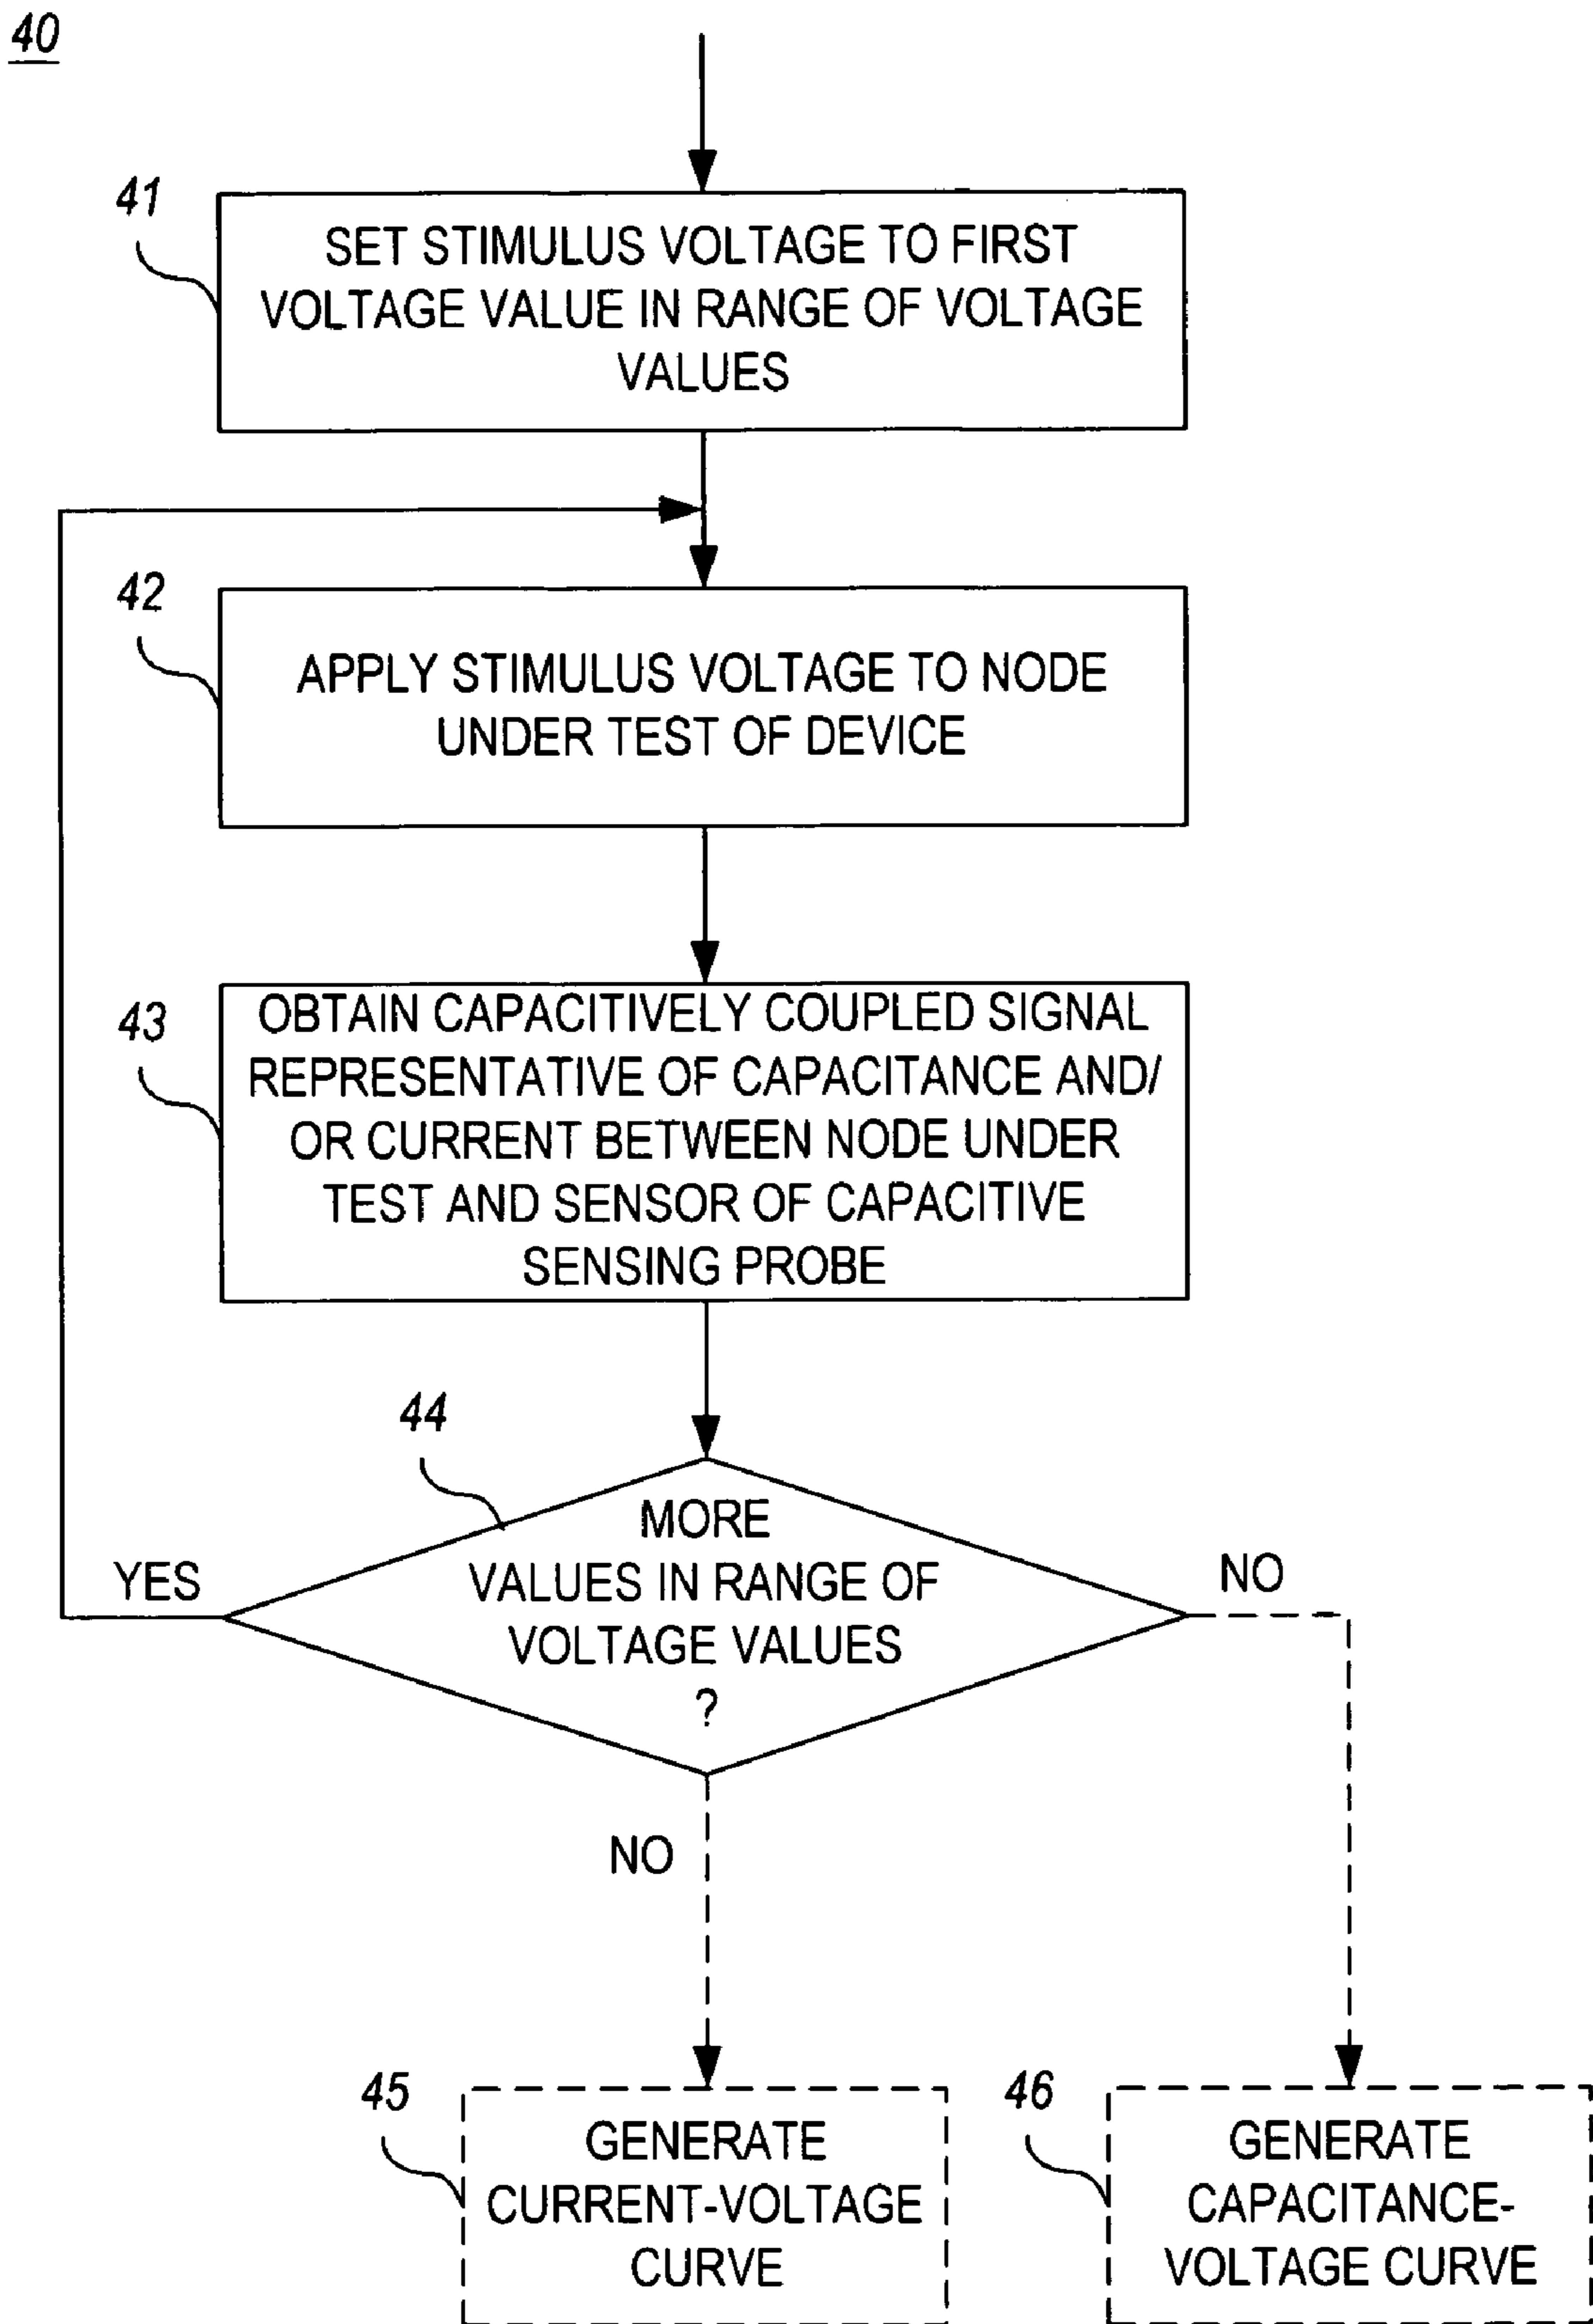 40
41
SET STIMULUS VOLTAGE TO FIRST
VOLTAGE VALUE IN RANGE OF VOLTAGE
VALUES
42
APPLY STIMULUS VOLTAGE TO NODE
UNDER TEST OF DEVICE
43
OBTAIN CAPACITIVELY COUPLED SIGNAL
REPRESENTATIVE OF CAPACITANCE AND/
OR CURRENT BETWEEN NODE UNDER
TEST AND SENSOR OF CAPACITIVE
SENSING PROBE
44
MORE
VALUES IN RANGE OF
VOLTAGE VALUES
?
YES
NO
NO
45
GENERATE
CURRENT-VOLTAGE
CURVE
46
GENERATE
CAPACITANCE-
VOLTAGE CURVE